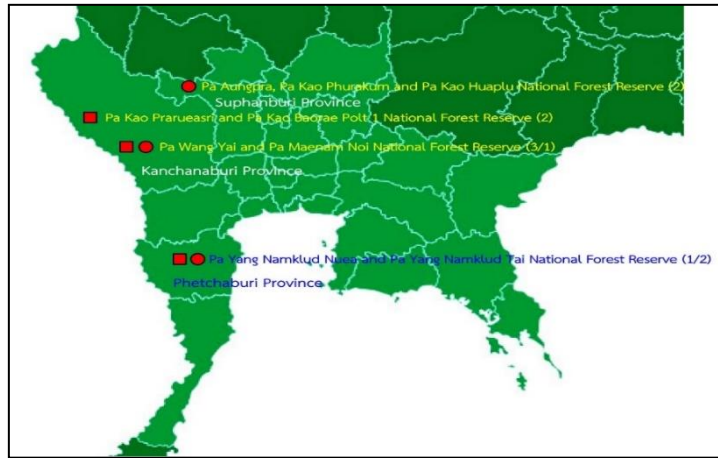 Pa Aungpra, Pa Kao Phurakum and Pa Kao Huaplu National Forest Reserve (2)
Suphanburi Province
Pa Kao Prarueasri and Pa Kao Baorae Polt 1 National Forest Reserve (2)
Pa Wang Yai and Pa Maenam Noi National Forest Reserve (3/1)
Kanchanaburi Province
Pa Yang Namklud Nuea and Pa Yang Namklud Tai National Forest Reserve (1/2)
Phetchaburi Province